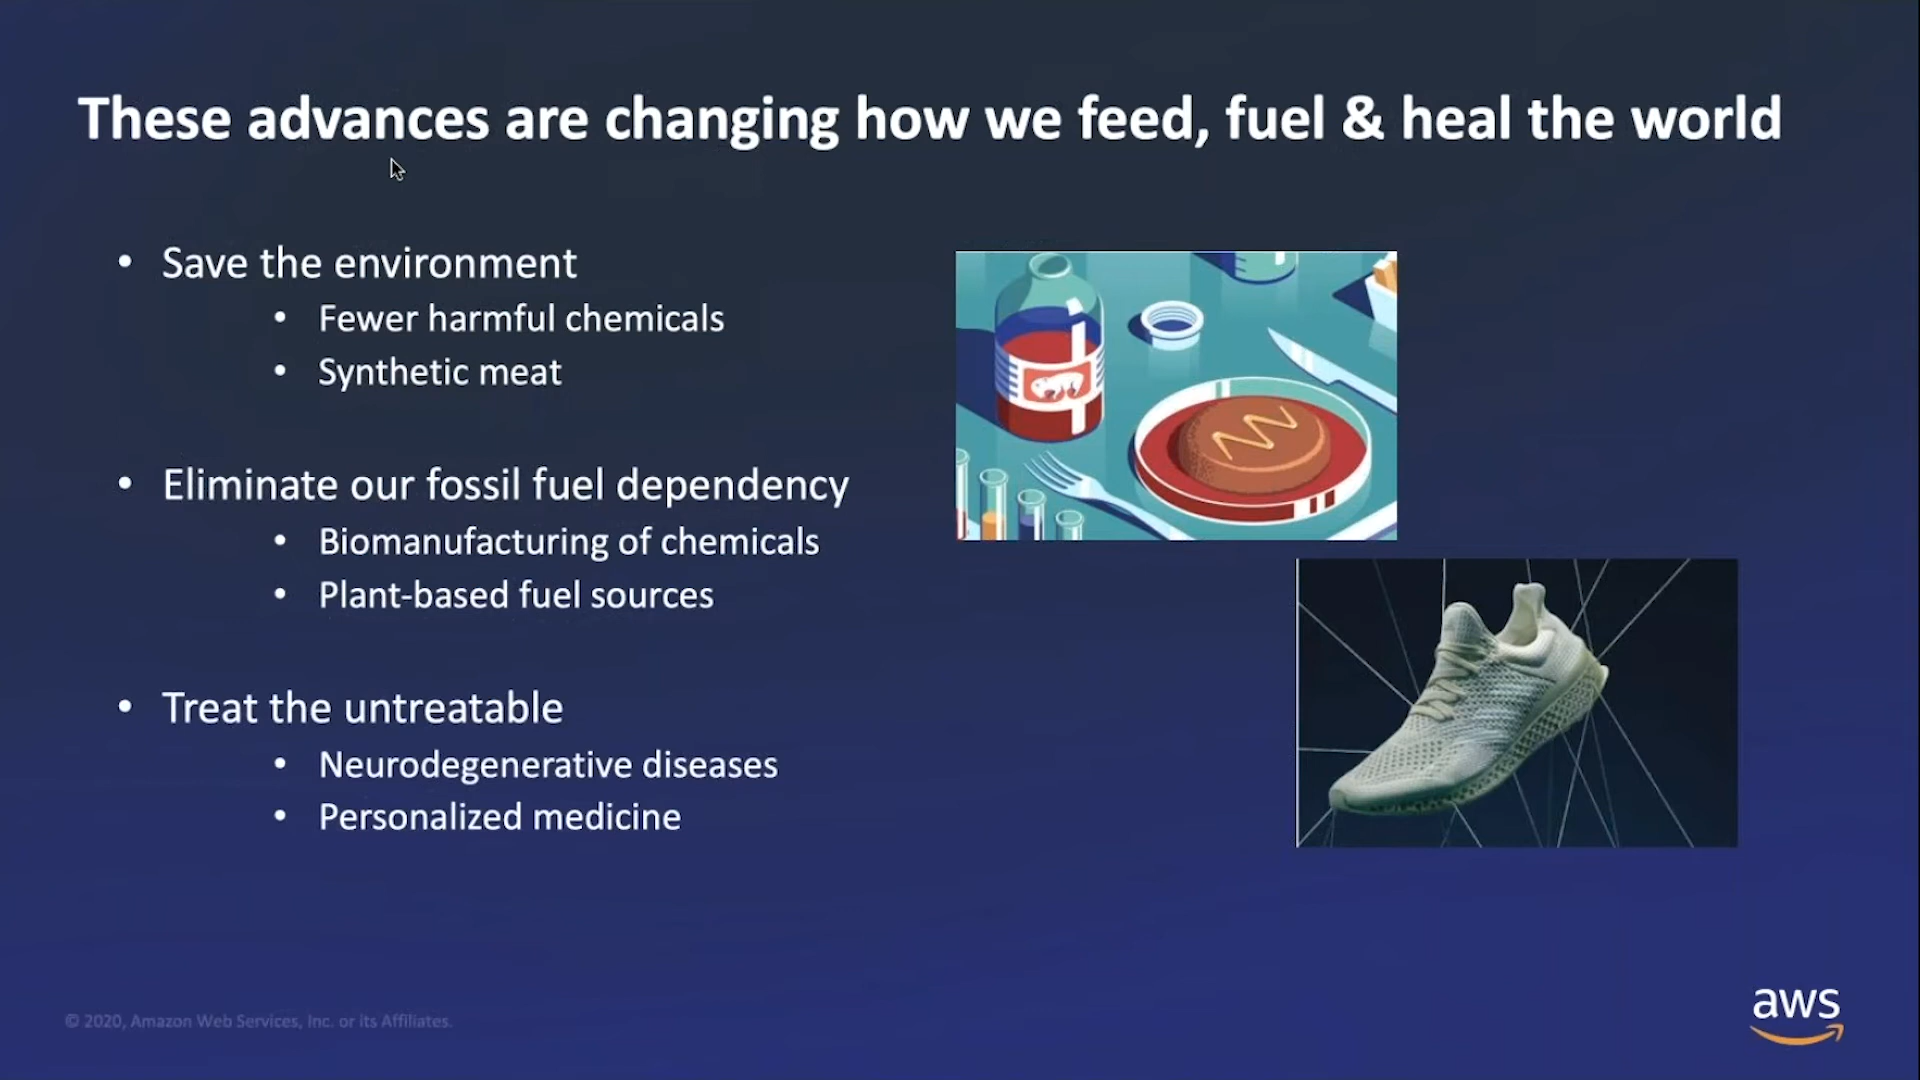 These advances are changing how we feed, fuel & heal the world
• Save the environment
• Fewer harmful chemicals
• Synthetic meat
• Eliminate our fossil fuel dependency
• Biomanufacturing of chemicals
• Plant-based fuel sources
• Treat the untreatable
• Neurodegenerative diseases
• Personalized medicine
© 2020, Amazon Web Services, Inc. or its Affiliates.
aws